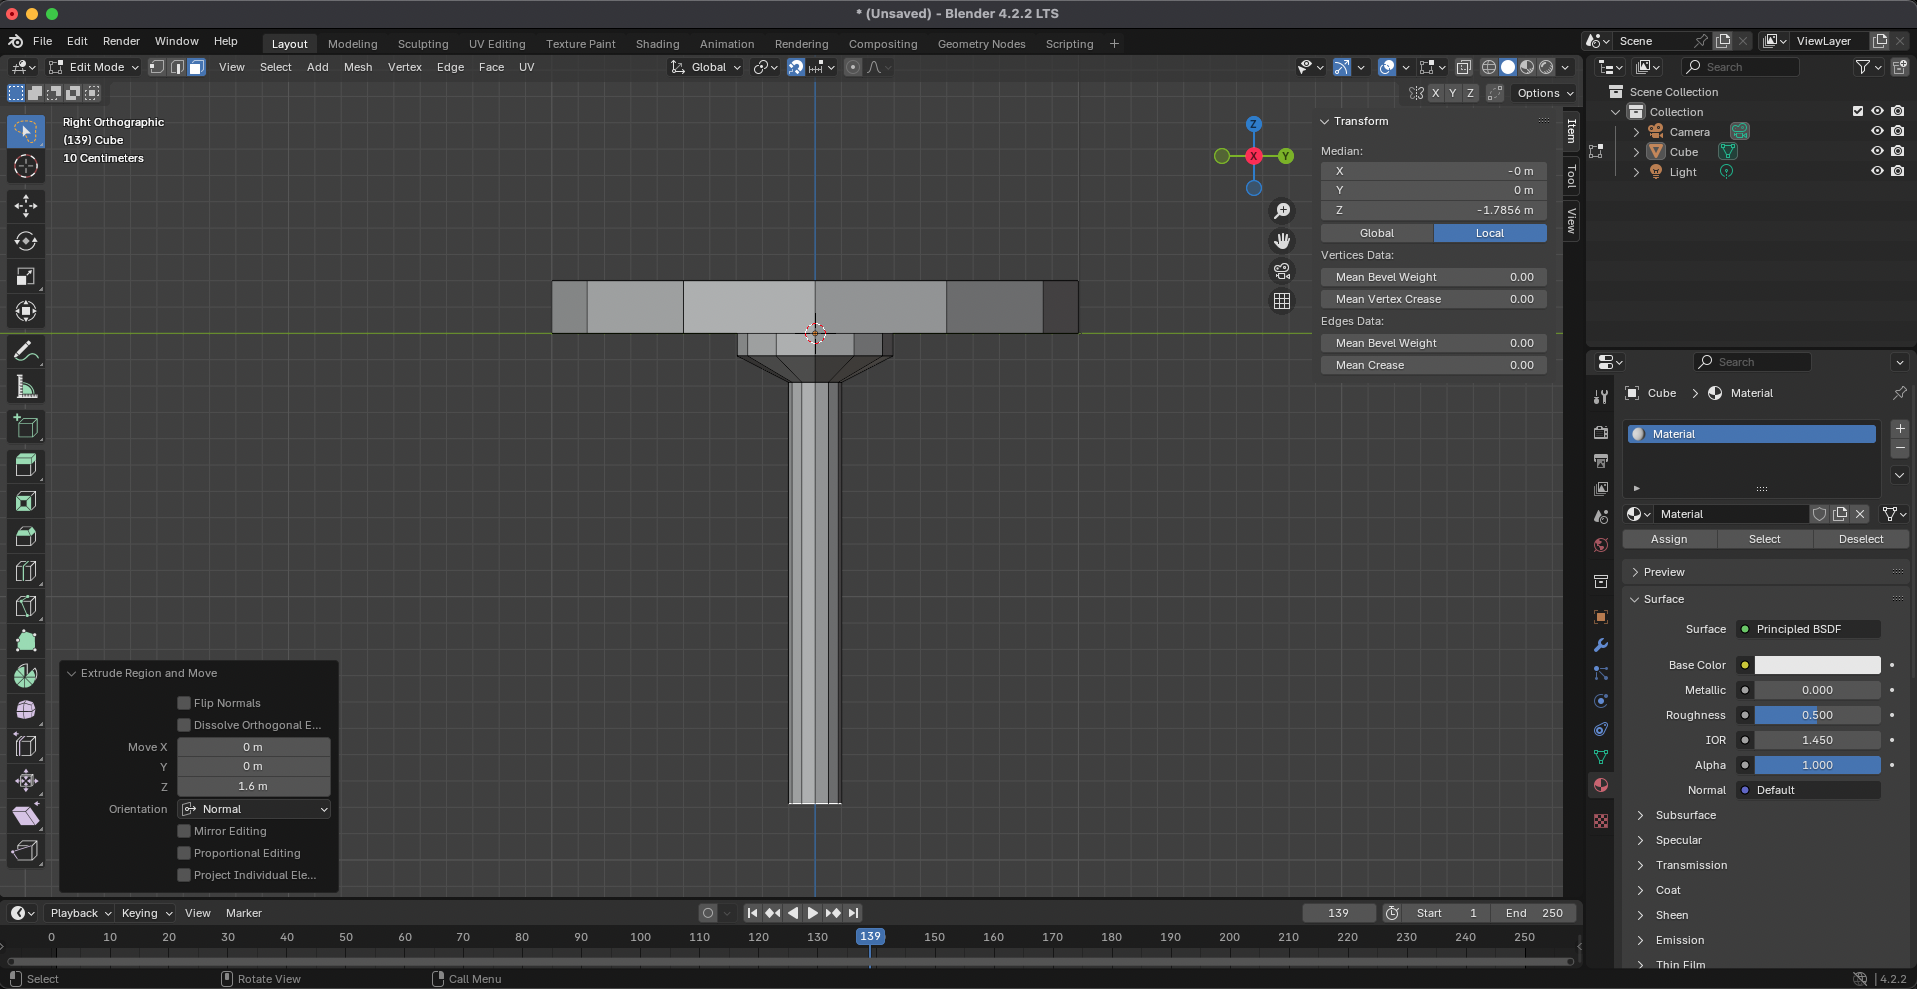 * (Unsaved) - Blender 4.2.2 LTS
File Edit Render Window Help
Layout Modeling Sculpting UV Editing Texture Paint Shading Animation Rendering Compositing Geometry Nodes Scripting +
Scene
ViewLayer
Edit Mode View Select Add Mesh Vertex Edge Face UV
Global
Search
X Y Z Options
Right Orthographic
(139) Cube
10 Centimeters
Z
X
Y
Transform
Median:
X -0 m
Y 0 m
Z -1.7856 m
Global Local
Vertices Data:
Mean Bevel Weight 0.00
Mean Vertex Crease 0.00
Edges Data:
Mean Bevel Weight 0.00
Mean Crease 0.00
Item
Tool
View
Scene Collection
Collection
Camera
Cube
Light
Search
Cube > Material
Material
Material
Assign Select Deselect
Preview
Surface
Surface Principled BSDF
Base Color
Metallic 0.000
Roughness 0.500
IOR 1.450
Alpha 1.000
Normal Default
Subsurface
Specular
Transmission
Coat
Sheen
Emission
Thin Film
Extrude Region and Move
Flip Normals
Dissolve Orthogonal E...
Move X 0 m
Y 0 m
Z 1.6 m
Orientation Normal
Mirror Editing
Proportional Editing
Project Individual Ele...
Playback Keying View Marker
139 Start 1 End 250
0 10 20 30 40 50 60 70 80 90 100 110 120 130 139 150 160 170 180 190 200 210 220 230 240 250
Select Rotate View Call Menu
4.2.2